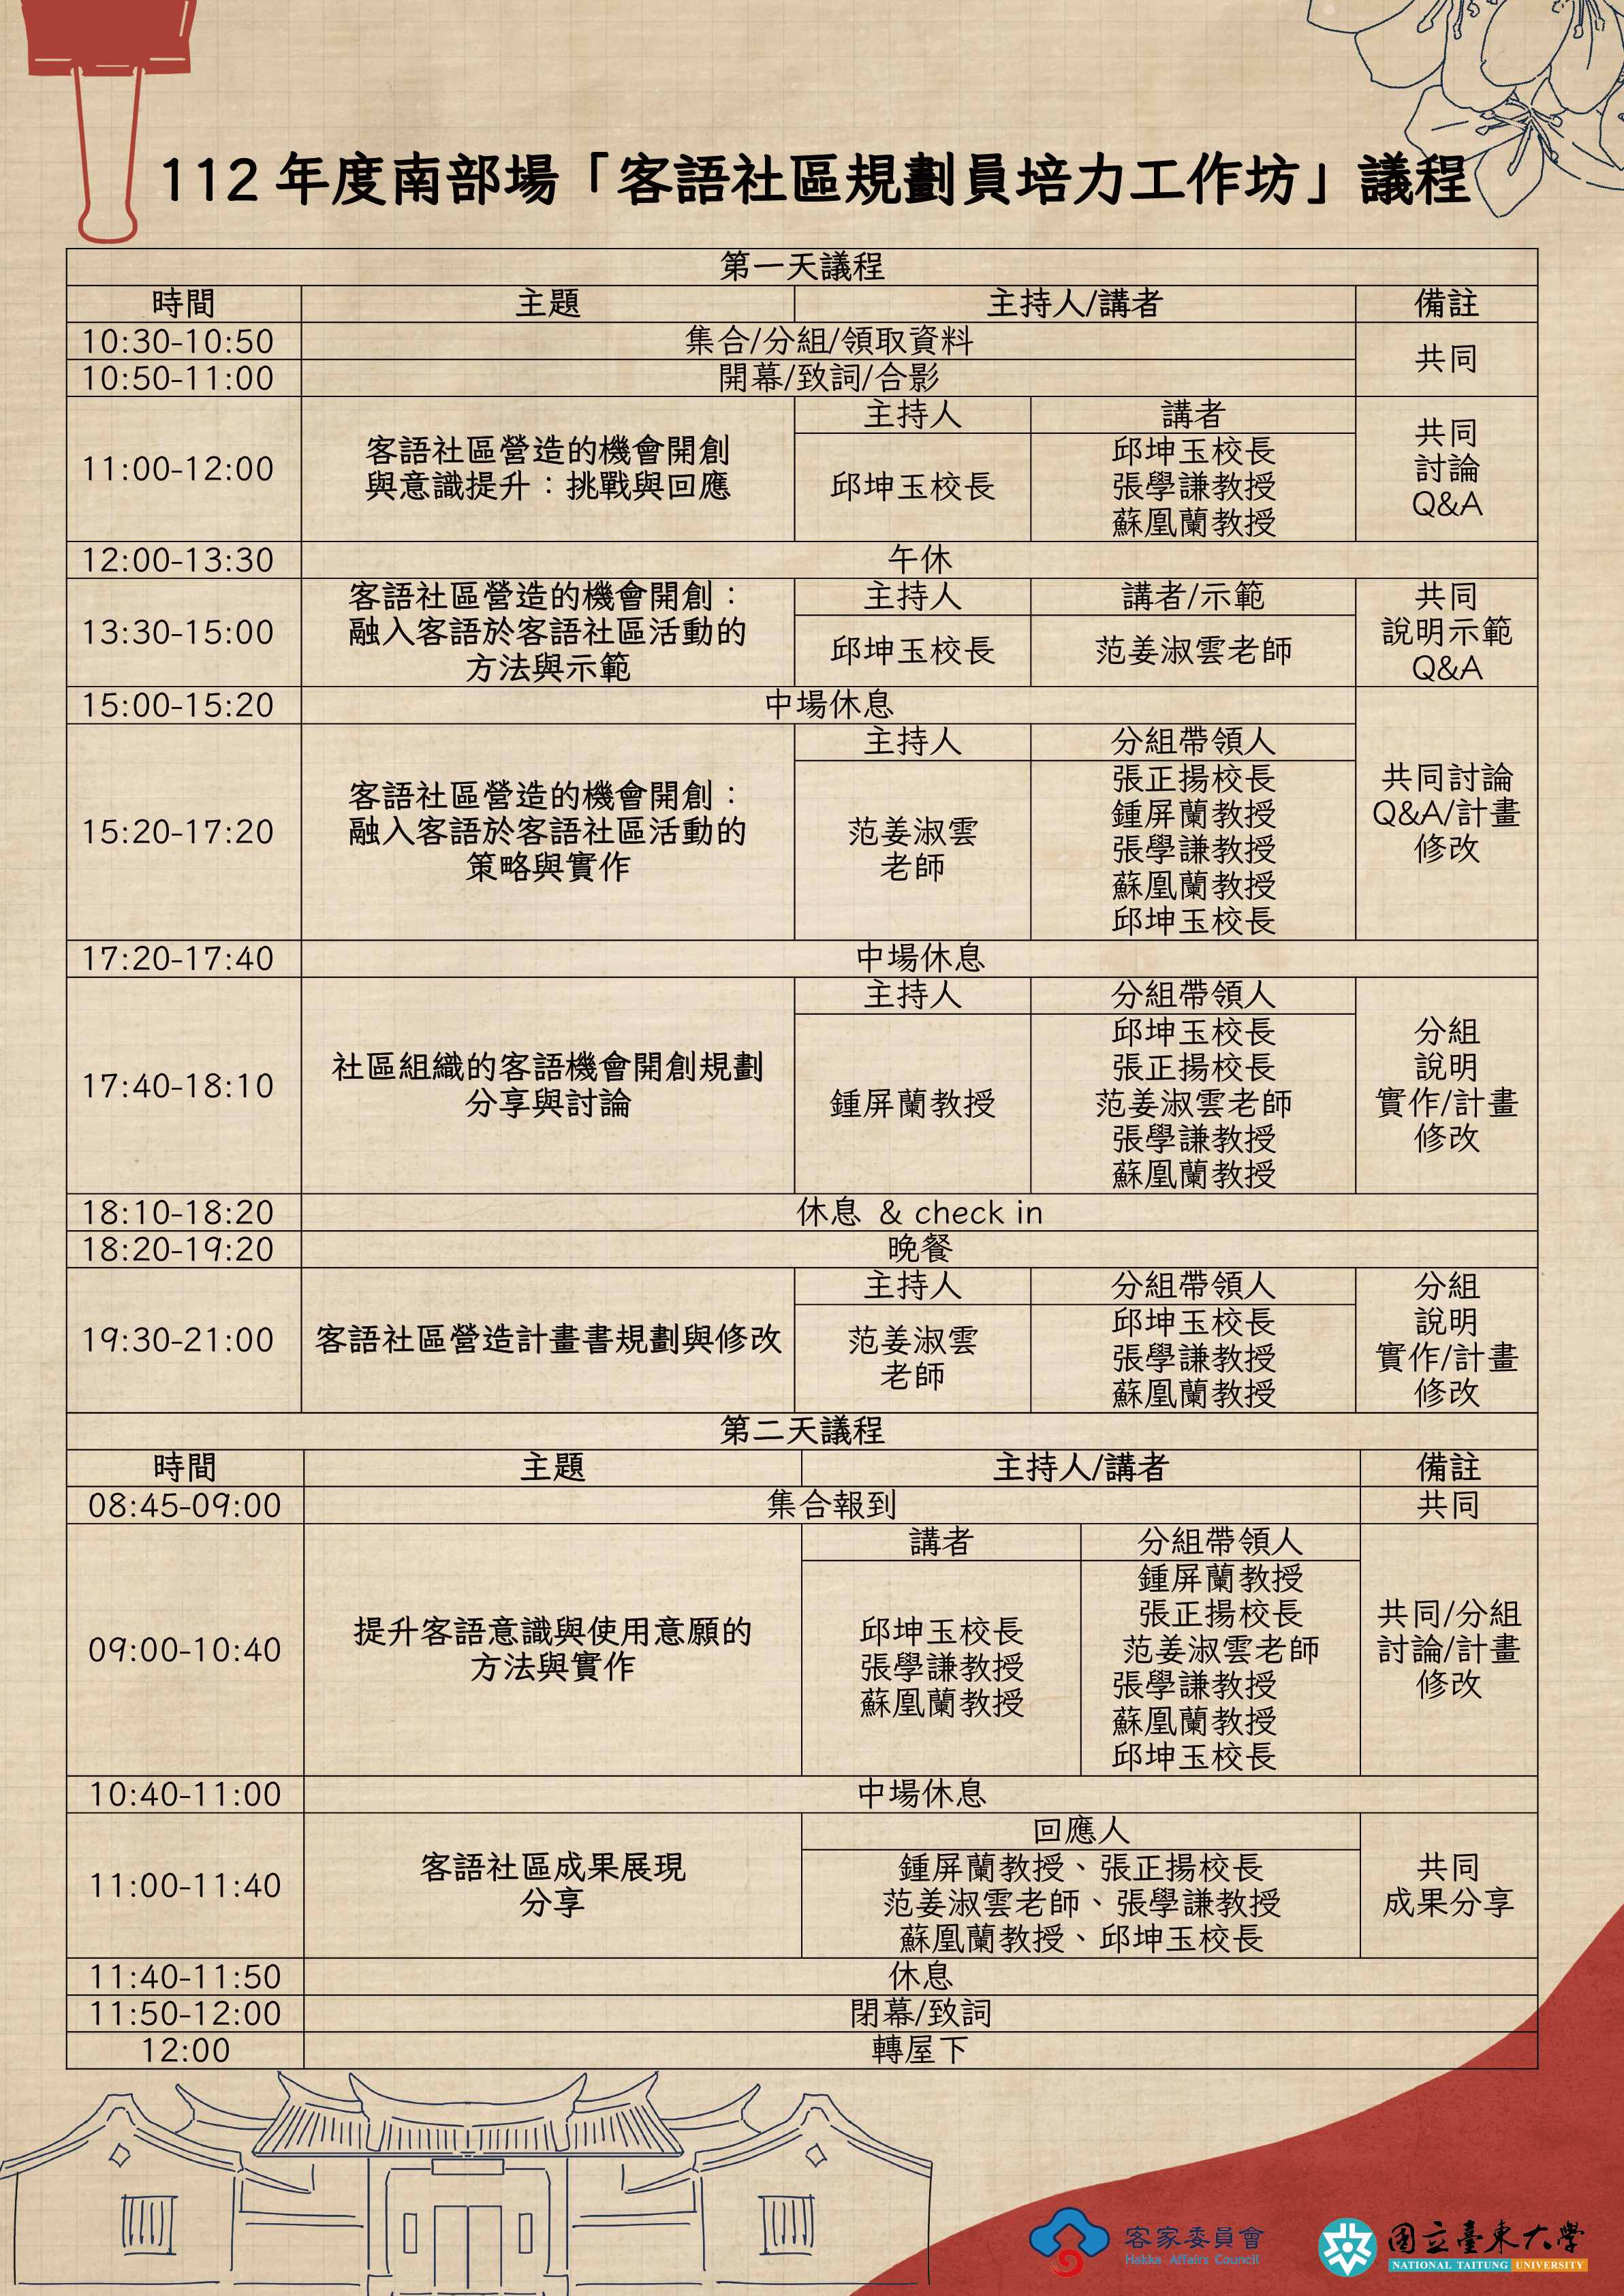 112 年度南部場「客語社區規劃員培力工作坊」議程
第一天議程
時間 主題 主持人/講者 備註
10:30-10:50 集合/分組/領取資料
共同
10:50-11:00 開幕/致詞/合影
11:00-12:00
客語社區營造的機會開創
與意識提升:挑戰與回應
主持人
邱坤玉校長
講者
邱坤玉校長
張學謙教授
蘇凰蘭教授
共同
討論
Q&A
12:00-13:30 午休
13:30-15:00
客語社區營造的機會開創:
融入客語於客語社區活動的
方法與示範
主持人
邱坤玉校長
講者/示範
范姜淑雲老師
共同
說明示範
Q&A
15:00-15:20 中場休息
15:20-17:20
客語社區營造的機會開創:
融入客語於客語社區活動的
策略與實作
主持人
范姜淑雲
老師
分組帶領人
張正揚校長
鍾屏蘭教授
張學謙教授
蘇凰蘭教授
邱坤玉校長
共同討論
Q&A/計畫
修改
17:20-17:40 中場休息
17:40-18:10
社區組織的客語機會開創規劃
分享與討論
主持人
鍾屏蘭教授
分組帶領人
邱坤玉校長
張正揚校長
范姜淑雲老師
張學謙教授
蘇凰蘭教授
分組
說明
實作/計畫
修改
18:10-18:20 休息 & check in
18:20-19:20 晚餐
19:30-21:00
客語社區營造計畫書規劃與修改
主持人
范姜淑雲
老師
分組帶領人
邱坤玉校長
張學謙教授
蘇凰蘭教授
分組
說明
實作/計畫
修改
第二天議程
時間 主題 主持人/講者 備註
08:45-09:00 集合報到 共同
09:00-10:40
提升客語意識與使用意願的
方法與實作
講者
邱坤玉校長
張學謙教授
蘇凰蘭教授
分組帶領人
鍾屏蘭教授
張正揚校長
范姜淑雲老師
張學謙教授
蘇凰蘭教授
邱坤玉校長
共同/分組
討論/計畫
修改
10:40-11:00 中場休息
11:00-11:40
客語社區成果展現
分享
回應人
鍾屏蘭教授、張正揚校長
范姜淑雲老師、張學謙教授
蘇凰蘭教授、邱坤玉校長
共同
成果分享
11:40-11:50 休息
11:50-12:00 閉幕/致詞
12:00 轉屋下
客家委員會
Hakka Affairs Council
國立臺東大學
NATIONAL TAITUNG UNIVERSITY